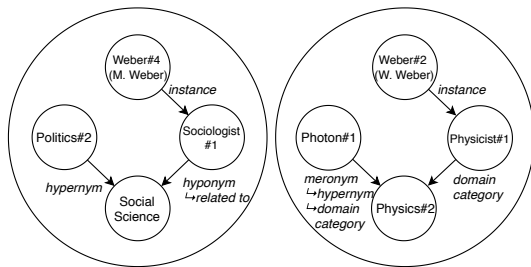 Weber#4
(M. Weber)
instance
Politics#2
Sociologist
#1
hypernym
hyponym
↳related to
Social
Science
Weber#2
(W. Weber)
instance
Photon#1
Physicist#1
meronym
↳hypernym
↳domain
category
domain
category
Physics#2